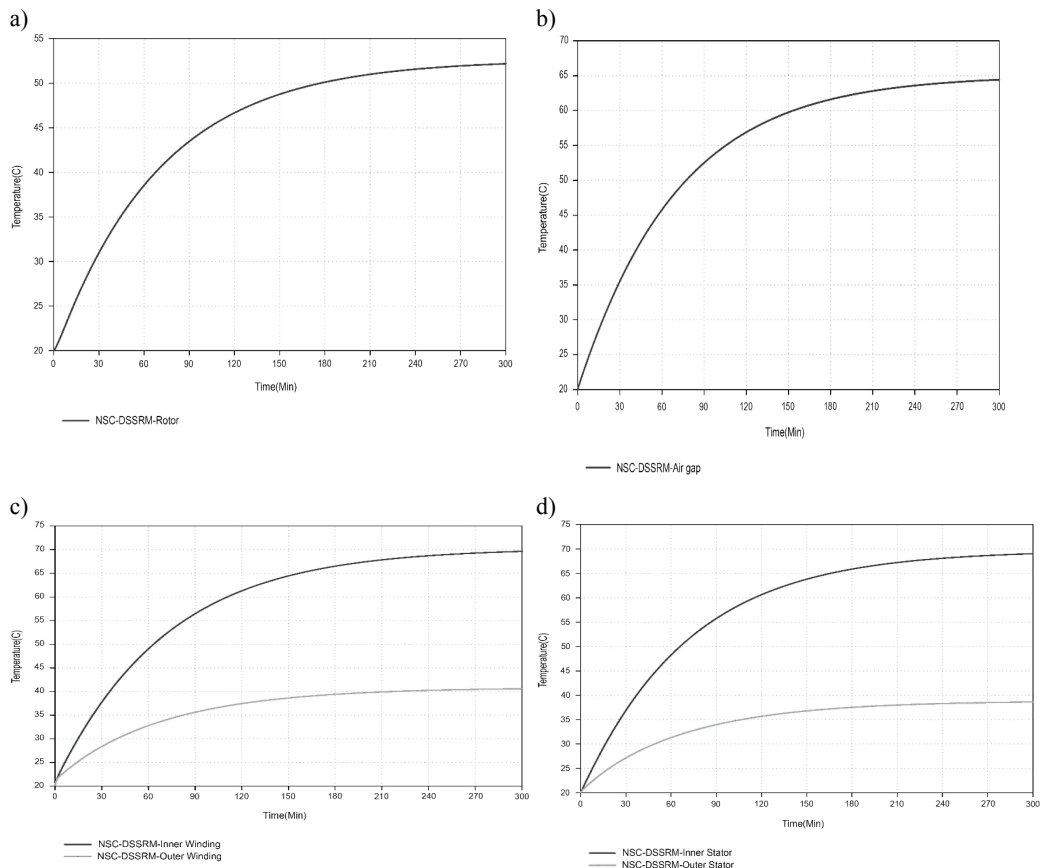 a)
55
50
45
40
35
30
25
20
Temperature(C)
0 30 60 90 120 150 180 210 240 270 300
Time(Min)
NSC-DSSRM-Rotor
b)
70
65
60
55
50
45
40
35
30
25
20
Temperature(C)
0 30 60 90 120 150 180 210 240 270 300
Time(Min)
NSC-DSSRM-Air gap
c)
75
70
65
60
55
50
45
40
35
30
25
20
Temperature(C)
0 30 60 90 120 150 180 210 240 270 300
Time(Min)
NSC-DSSRM-Inner Winding
NSC-DSSRM-Outer Winding
d)
75
70
65
60
55
50
45
40
35
30
25
20
Temperature(C)
0 30 60 90 120 150 180 210 240 270 300
Time(Min)
NSC-DSSRM-Inner Stator
NSC-DSSRM-Outer Stator